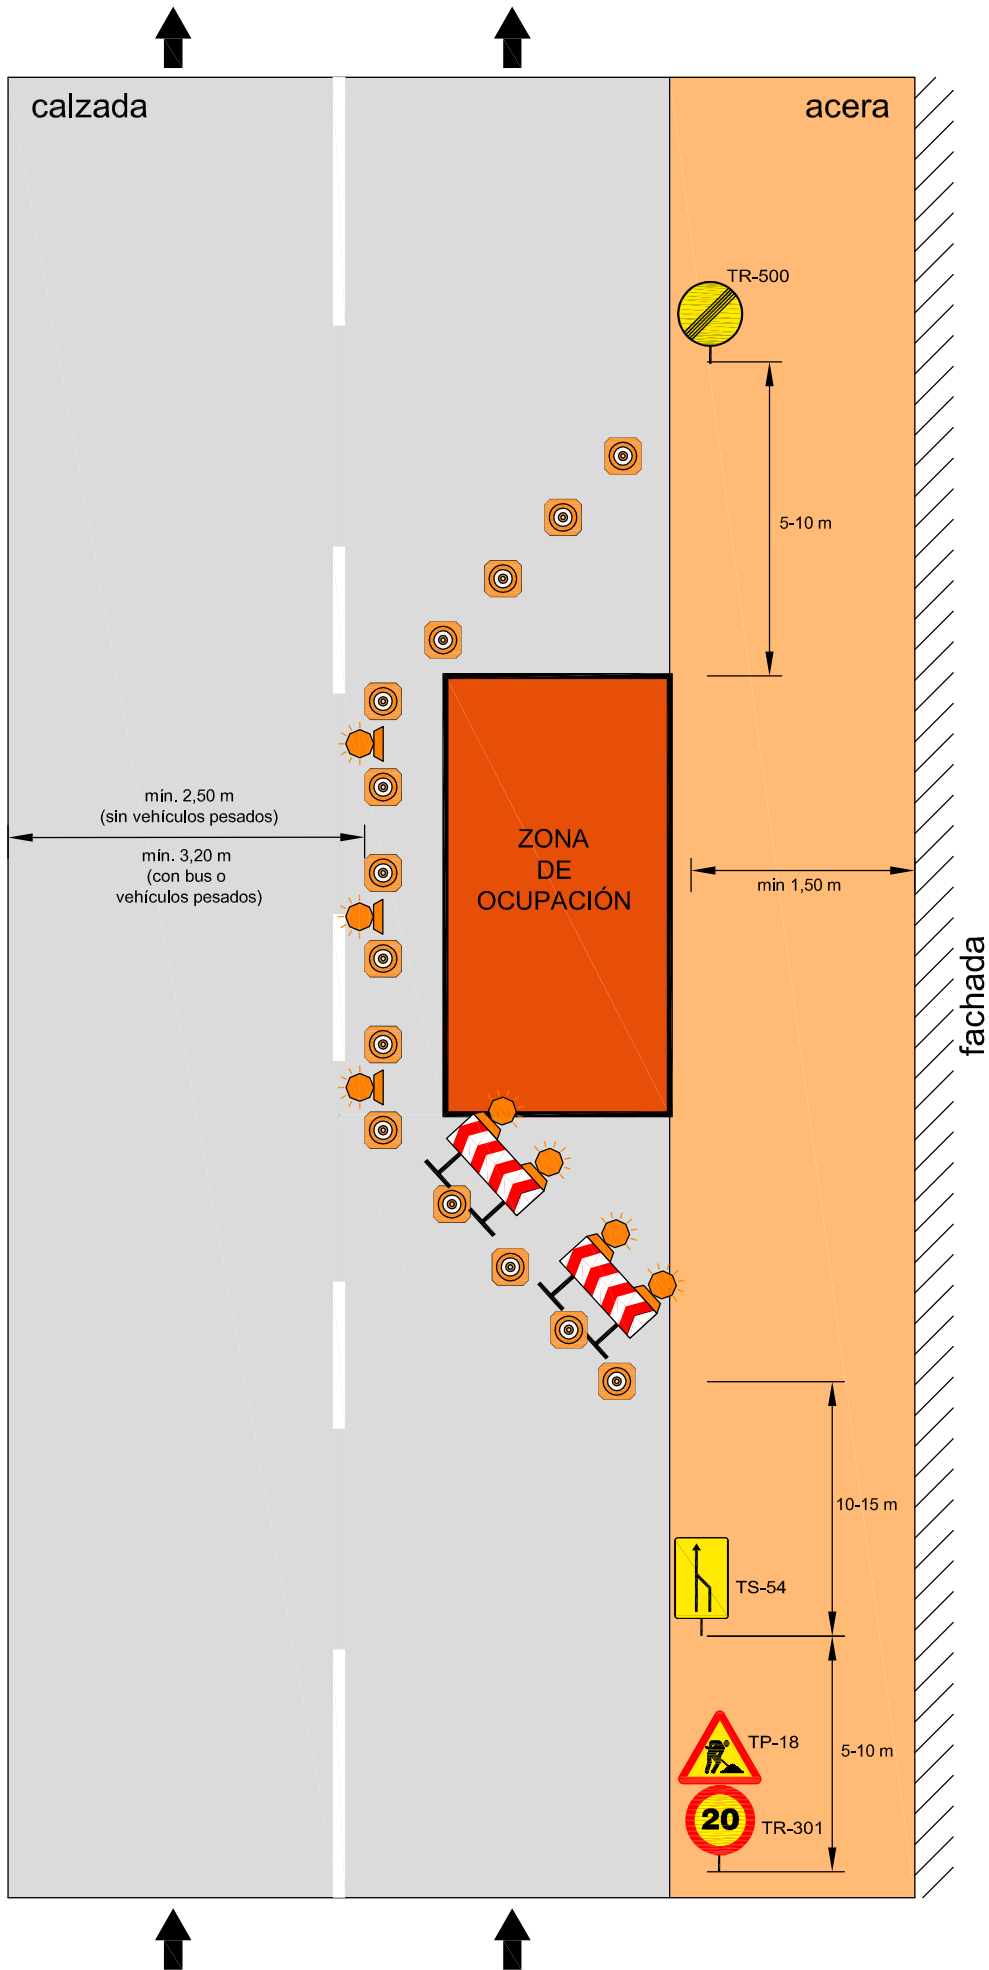 calzada
acera
TR-500
5-10 m
mín. 2,50 m
(sin vehículos pesados)
mín. 3,20 m
(con bus o
vehículos pesados)
ZONA
DE
OCUPACIÓN
min 1,50 m
fachada
10-15 m
TS-54
TP-18
5-10 m
20
TR-301